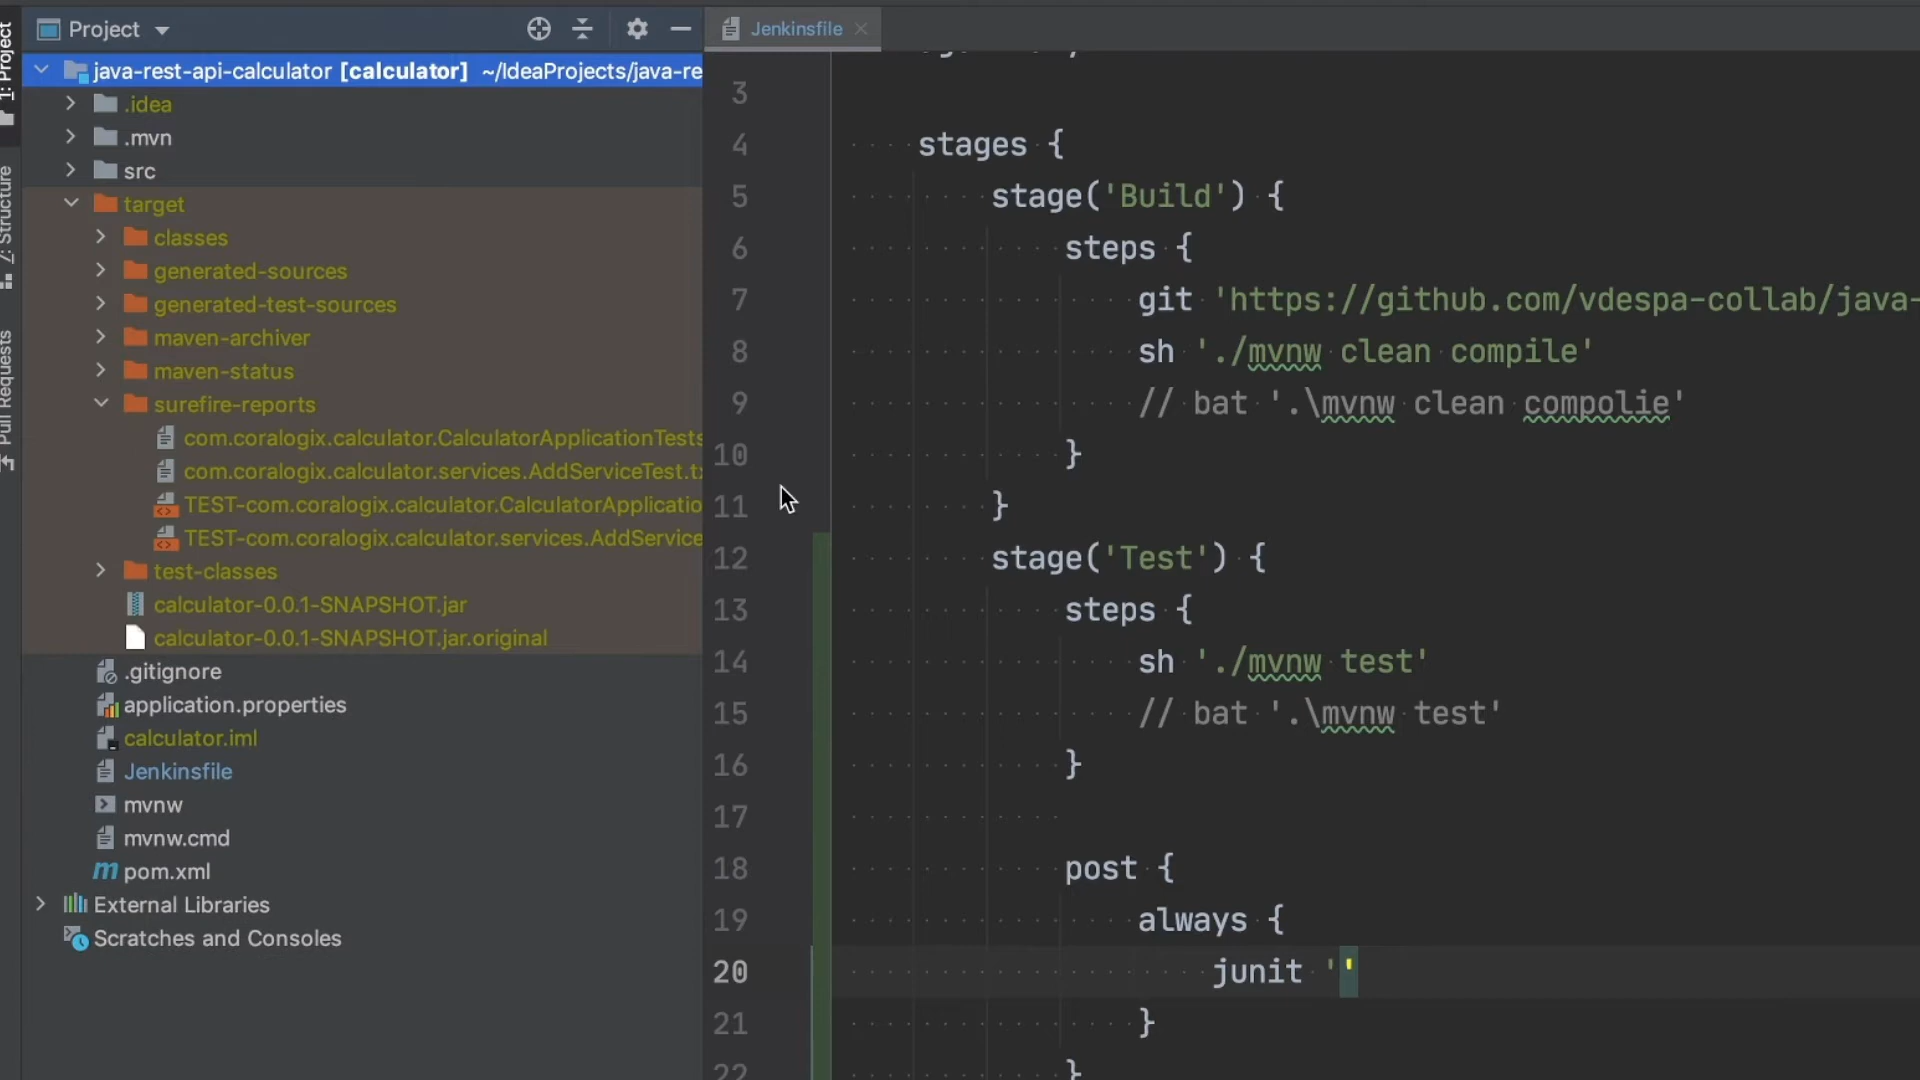 Project
Jenkinsfile
1: Project
java-rest-api-calculator [calculator] ~/IdeaProjects/java-re
.idea
.mvn
src
target
classes
generated-sources
generated-test-sources
maven-archiver
maven-status
surefire-reports
com.coralogix.calculator.CalculatorApplicationTests
com.coralogix.calculator.services.AddServiceTest.tx
TEST-com.coralogix.calculator.CalculatorApplicatio
TEST-com.coralogix.calculator.services.AddService
test-classes
calculator-0.0.1-SNAPSHOT.jar
calculator-0.0.1-SNAPSHOT.jar.original
.gitignore
application.properties
calculator.iml
Jenkinsfile
mvnw
mvnw.cmd
pom.xml
External Libraries
Scratches and Consoles
Z: Structure
Pull Requests
3
4 stages {
5 stage('Build') {
6 steps {
7 git 'https://github.com/vdespa-collab/java-
8 sh './mvnw clean compile'
9 // bat '.\mvnw clean compolie'
10 }
11 }
12 stage('Test') {
13 steps {
14 sh './mvnw test'
15 // bat '.\mvnw test'
16 }
17
18 post {
19 always {
20 junit ''
21 }
22 }